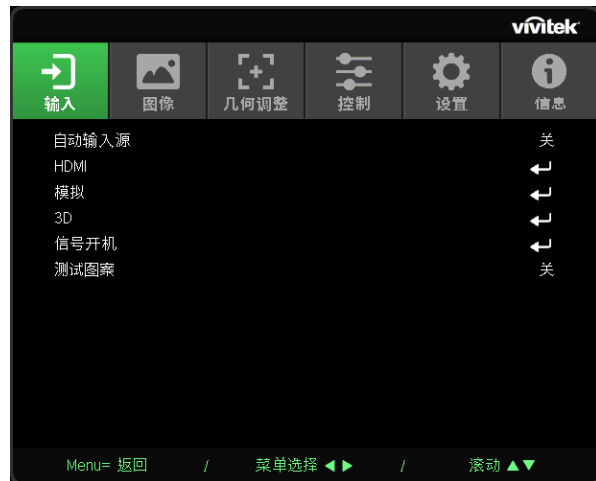 vivitek
输入 图像 几何调整 控制 设置 信息
自动输入源 关
HDMI
模拟
3D
信号开机
测试图案 关
Menu= 返回 / 菜单选择 ◀ ▶ / 滚动 ▲▼